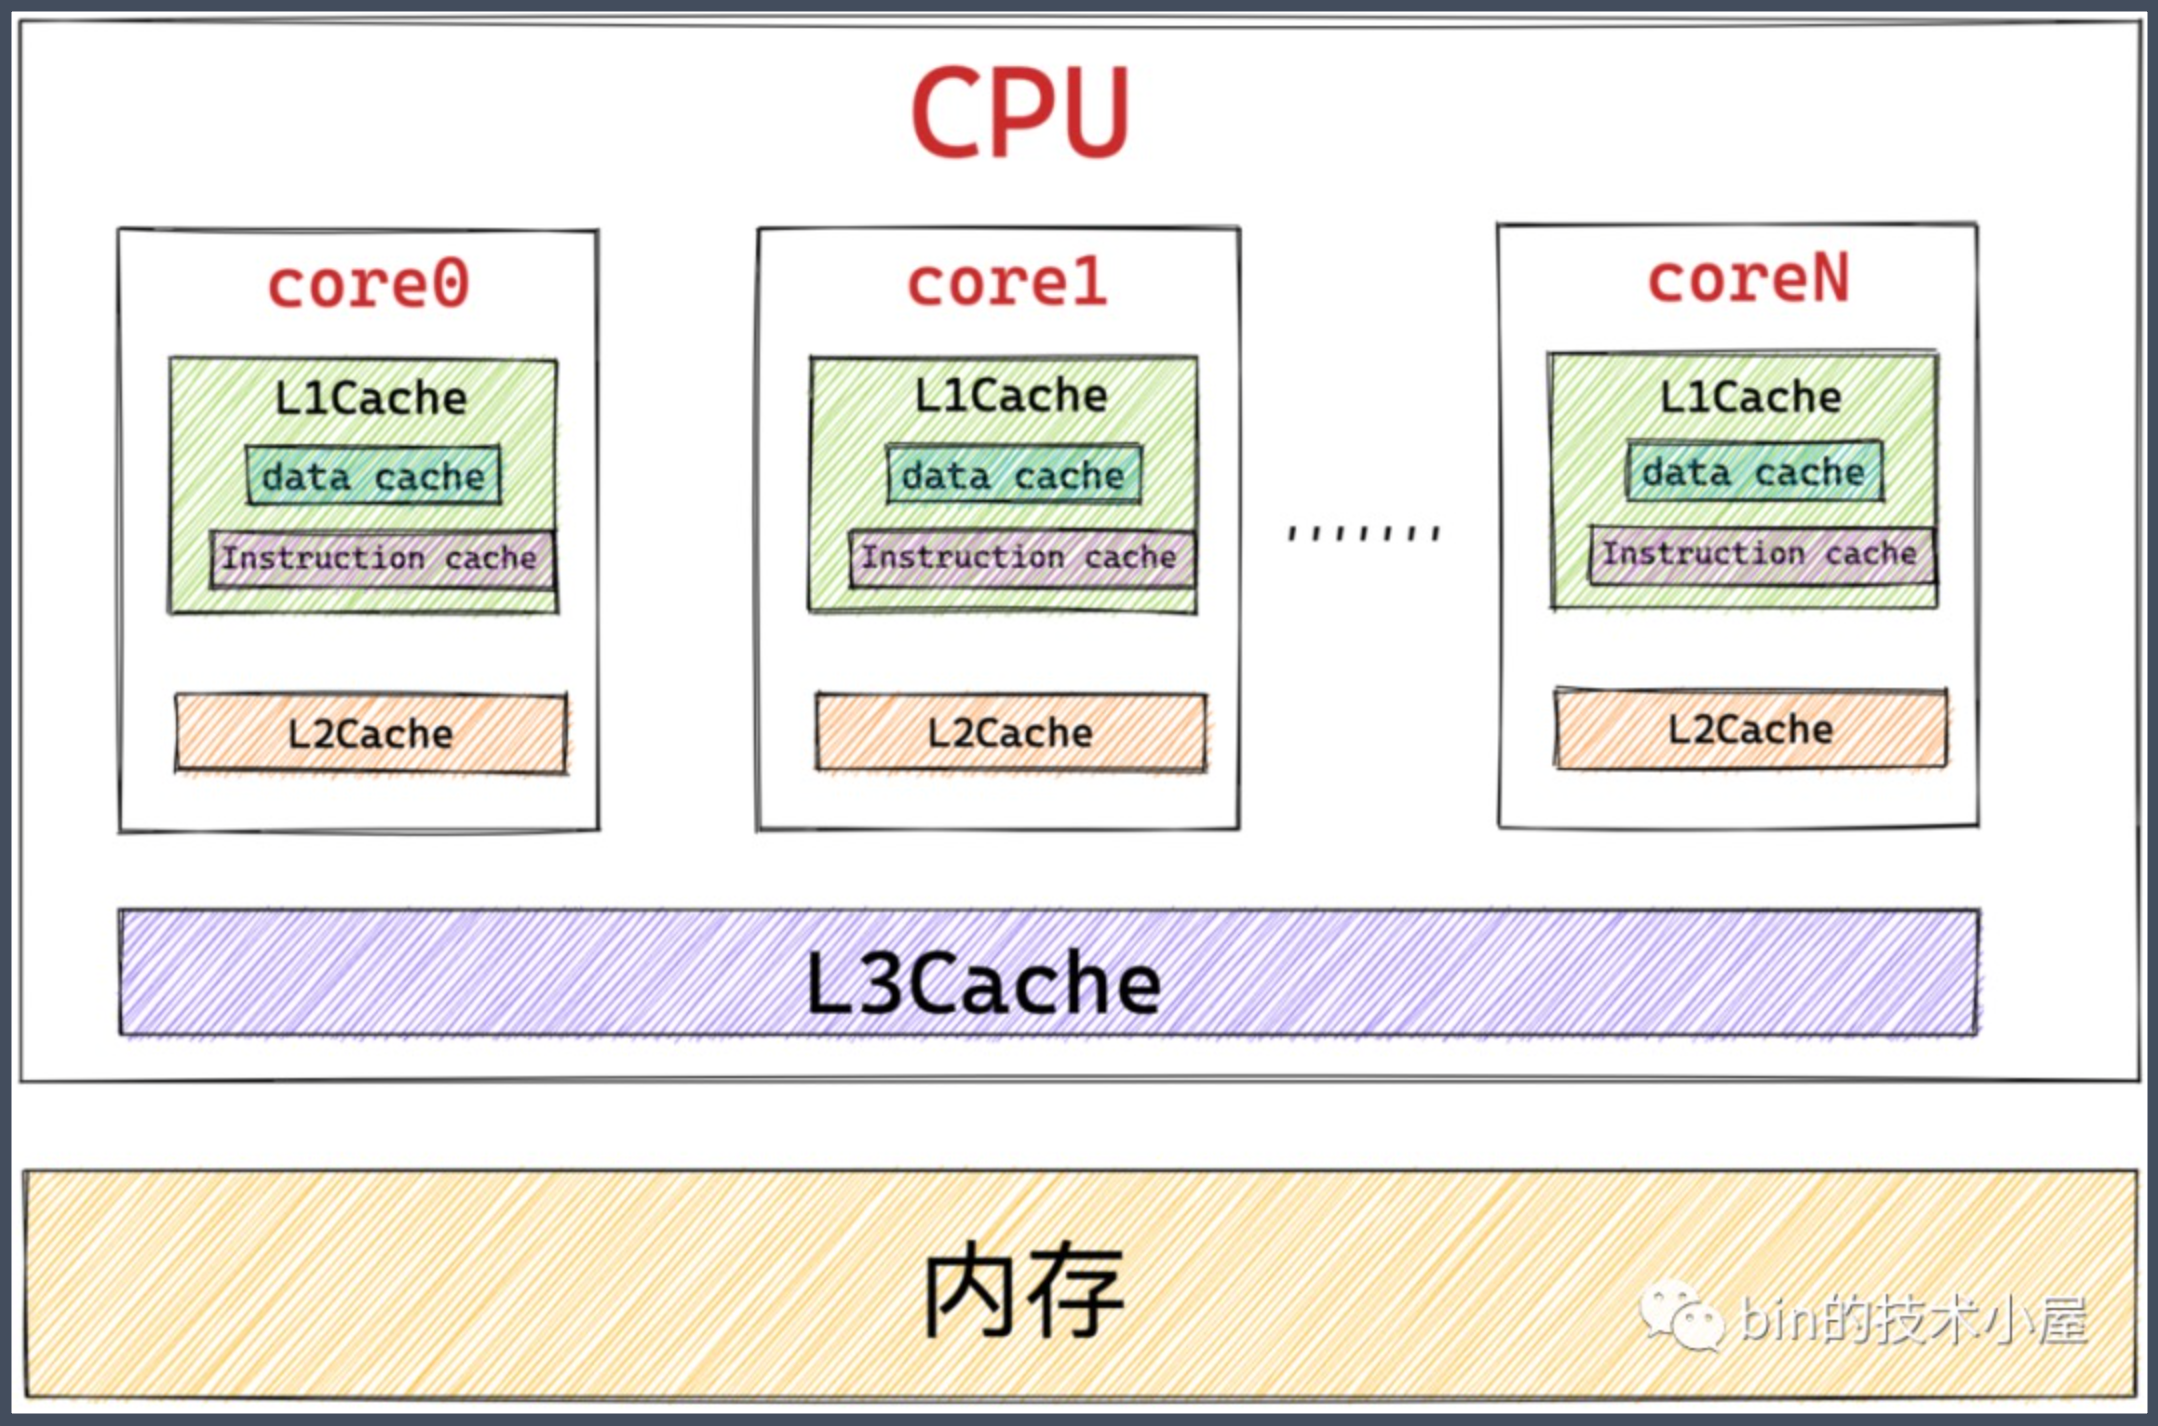 CPU
core0
core1
coreN
L1Cache
L1Cache
L1Cache
data cache
data cache
data cache
,,,,,,,
Instruction cache
Instruction cache
Instruction cache
L2Cache
L2Cache
L2Cache
L3Cache
内存
bin的技术小屋